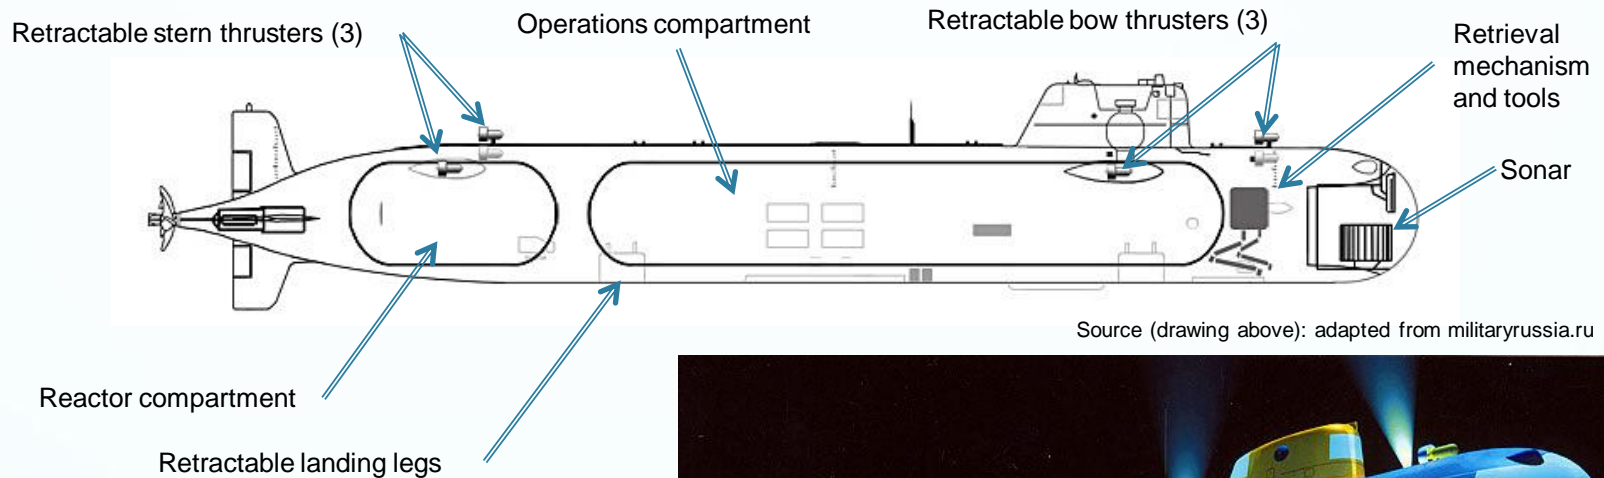 Retractable stern thrusters (3)
Operations compartment
Retractable bow thrusters (3)
Retrieval
mechanism
and tools
Sonar
Source (drawing above): adapted from militaryrussia.ru
Reactor compartment
Retractable landing legs